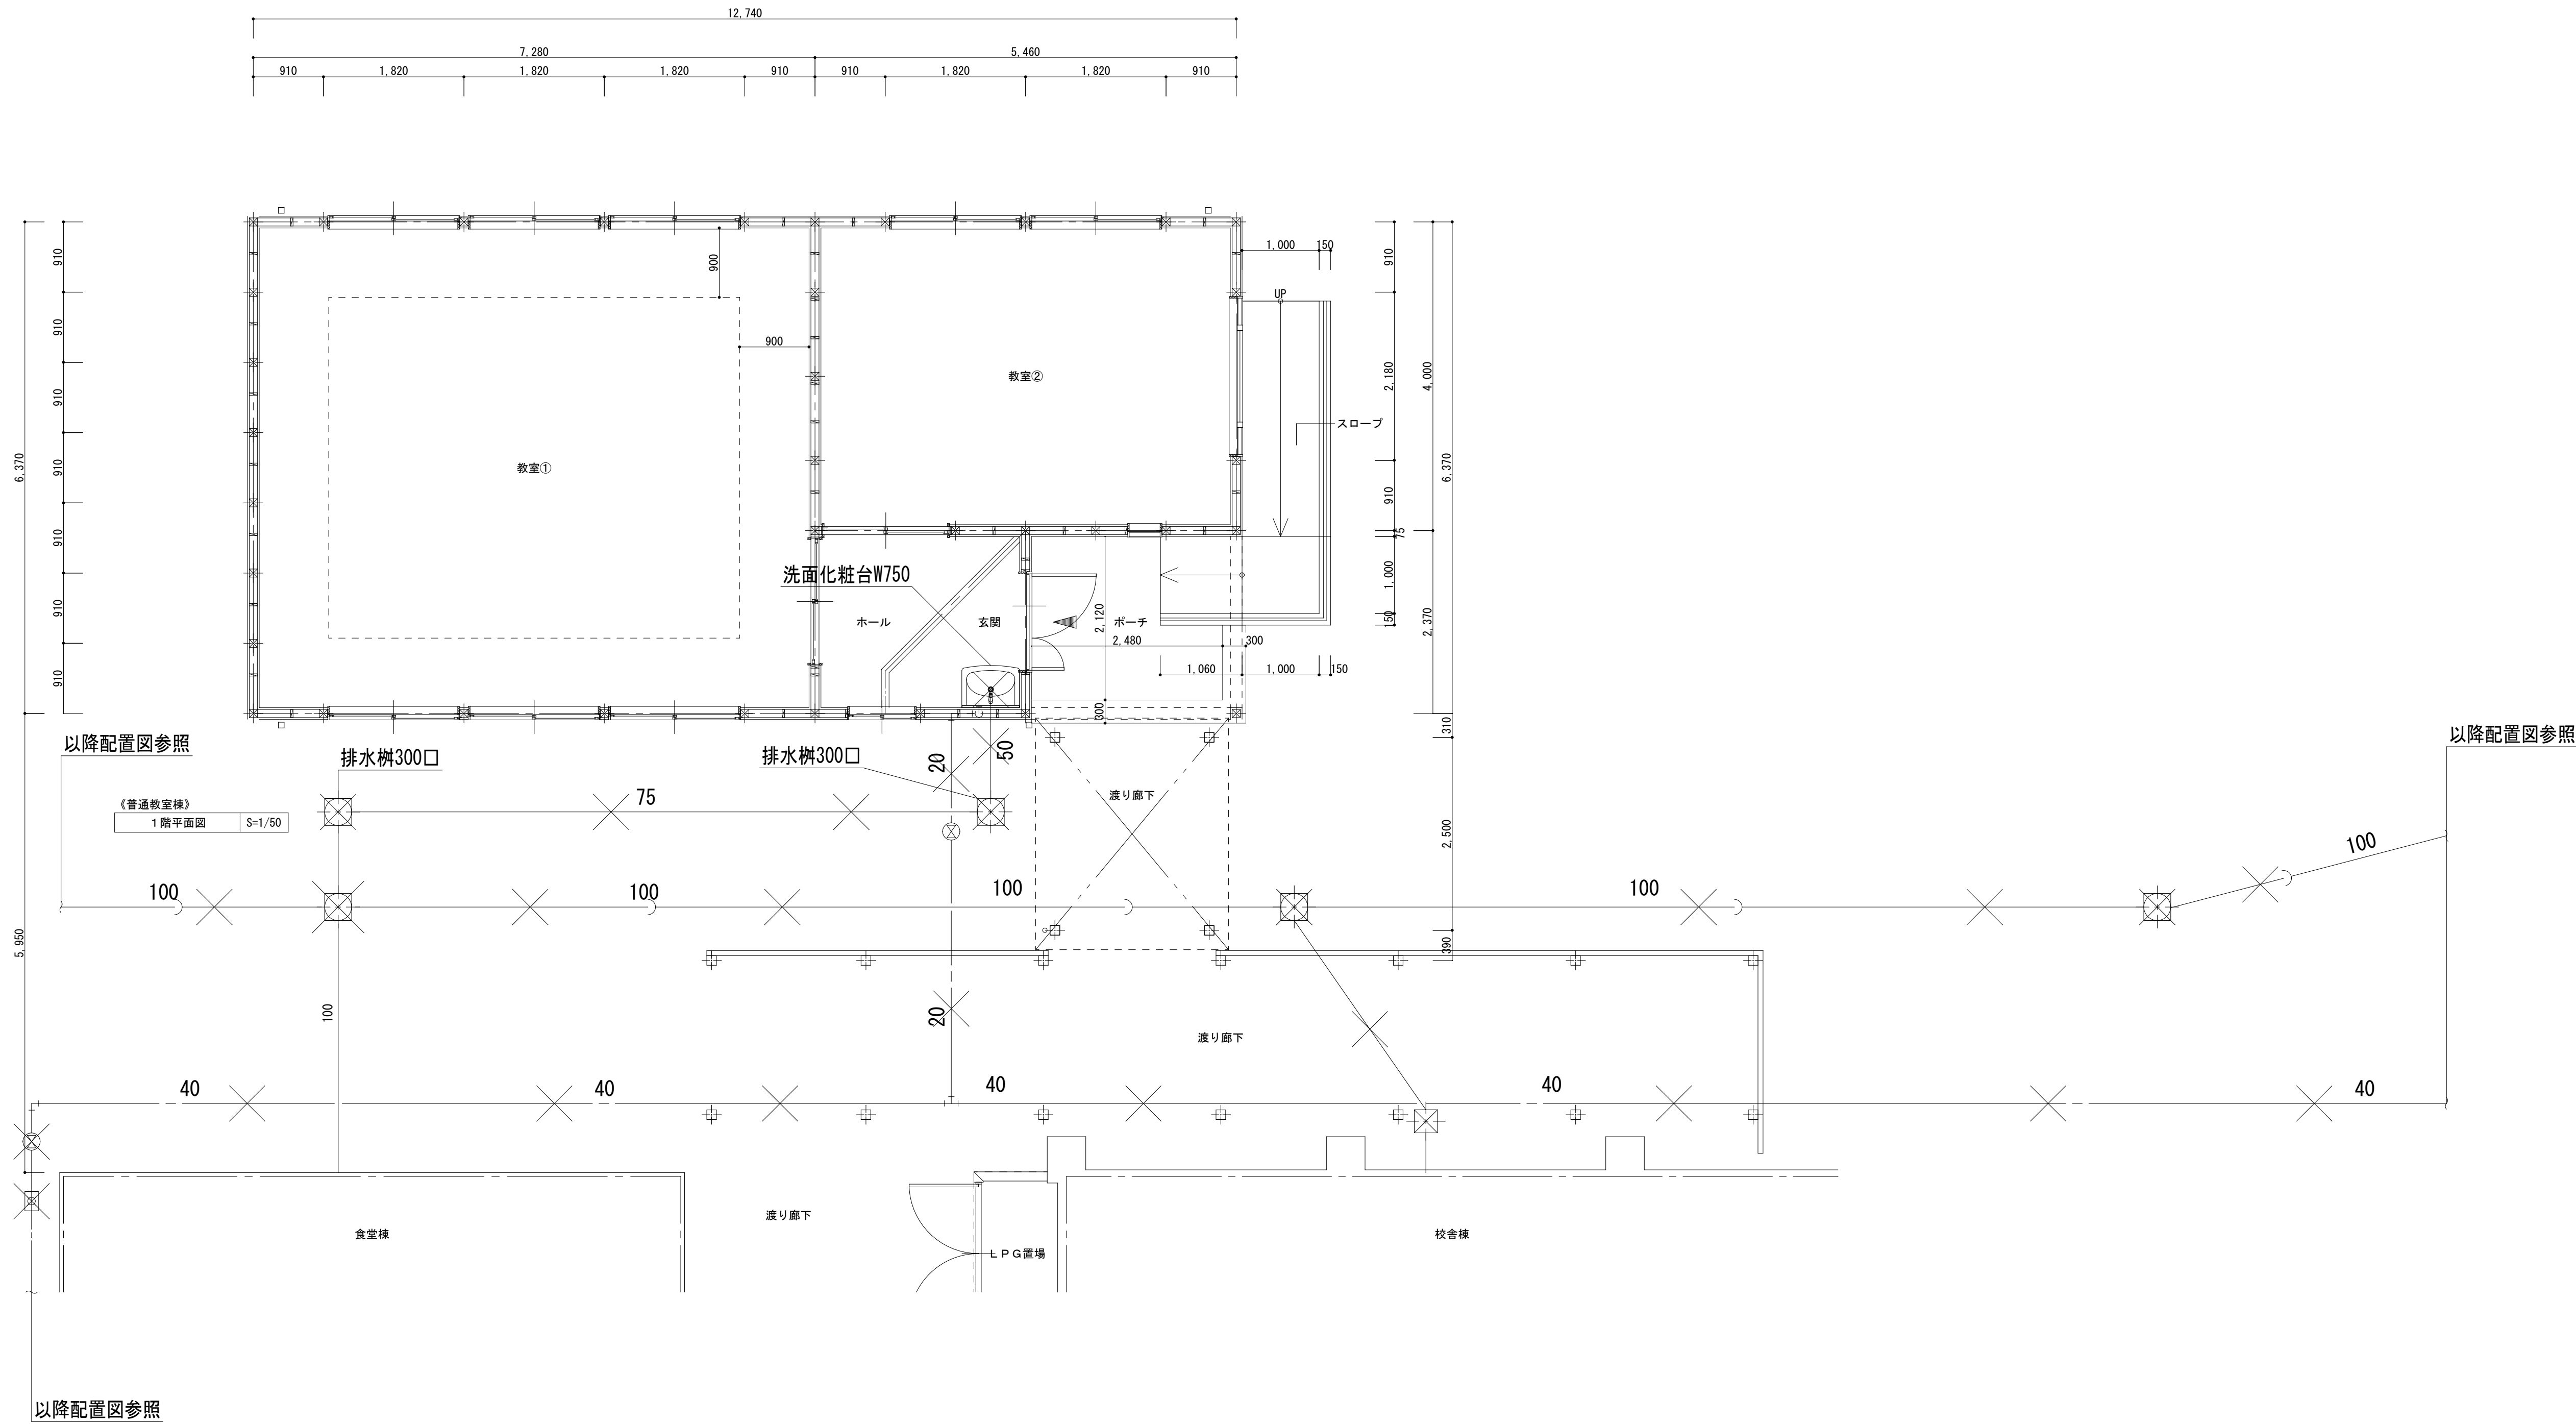 12,740
7,280
5,460
910
1,820
1,820
1,820
910
910
1,820
1,820
910
6,370
910
910
910
910
910
910
910
900
900
教室①
教室②
1,000
150
UP
スロープ
910
2,180
910
75
1,000
150
4,000
2,370
6,370
洗面化粧台W750
ホール
玄関
ポーチ
2,120
2,480
300
1,060
1,000
150
300
310
2,500
390
以降配置図参照
排水桝300□
排水桝300□
20
50
以降配置図参照
《普通教室棟》
1階平面図
S=1/50
75
渡り廊下
100
100
100
100
100
5,950
100
20
渡り廊下
40
40
40
40
40
食堂棟
渡り廊下
LPG置場
校舎棟
以降配置図参照